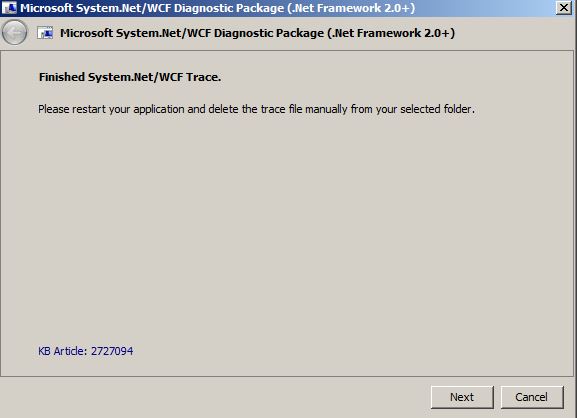 Microsoft System.Net/WCF Diagnostic Package (.Net Framework 2.0+)
Microsoft System.Net/WCF Diagnostic Package (.Net Framework 2.0+)
Finished System.Net/WCF Trace.
Please restart your application and delete the trace file manually from your selected folder.
KB Article: 2727094
Next
Cancel